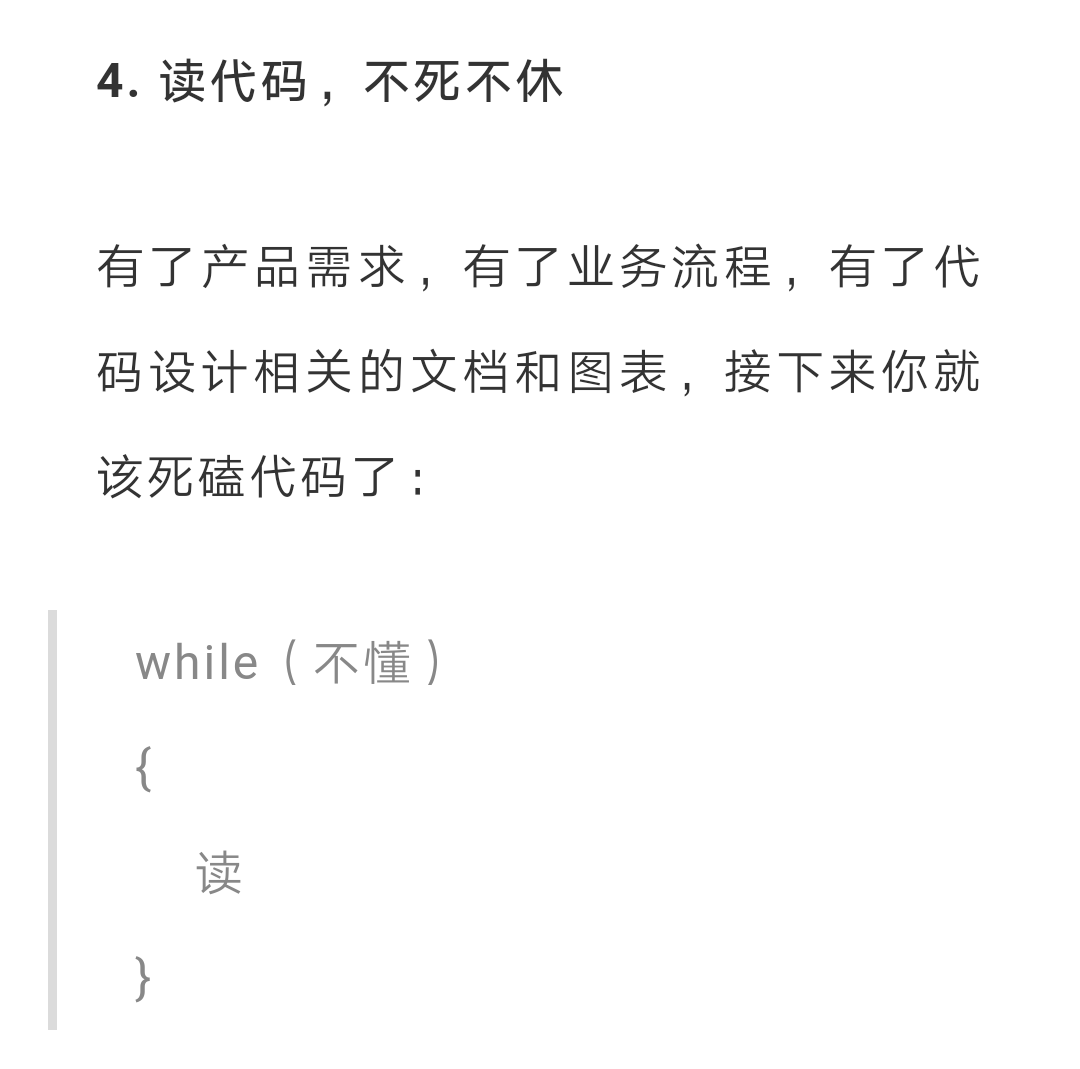 4. 读代码，不死不休
有了产品需求，有了业务流程，有了代
码设计相关的文档和图表，接下来你就
该死磕代码了：
while（不懂）
{
读
}